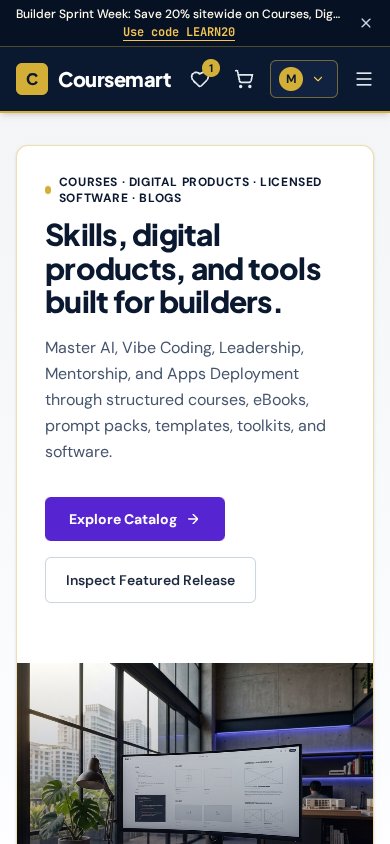 Builder Sprint Week: Save 20% sitewide on Courses, Dig...
Use code LEARN20
C Coursemart 1 M
COURSES · DIGITAL PRODUCTS · LICENSED
SOFTWARE · BLOGS
Skills, digital
products, and tools
built for builders.
Master AI, Vibe Coding, Leadership,
Mentorship, and Apps Deployment
through structured courses, eBooks,
prompt packs, templates, toolkits, and
software.
Explore Catalog →
Inspect Featured Release